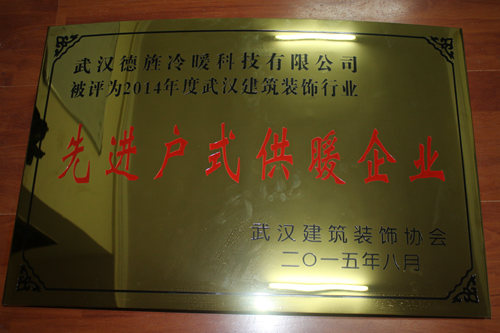 武汉德旌冷暖科技有限公司
被评为2014年度武汉建筑装饰行业
先进户式供暖企业
武汉建筑装饰协会
二〇一五年八月